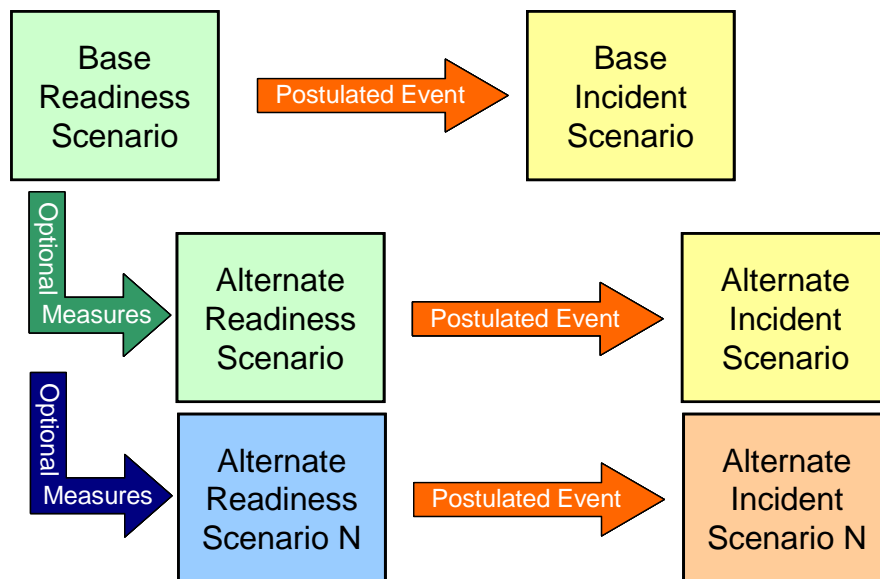 Base
Readiness
Scenario
Postulated Event
Base
Incident
Scenario
Optional
Measures
Alternate
Readiness
Scenario
Postulated Event
Alternate
Incident
Scenario
Optional
Measures
Alternate
Readiness
Scenario N
Postulated Event
Alternate
Incident
Scenario N